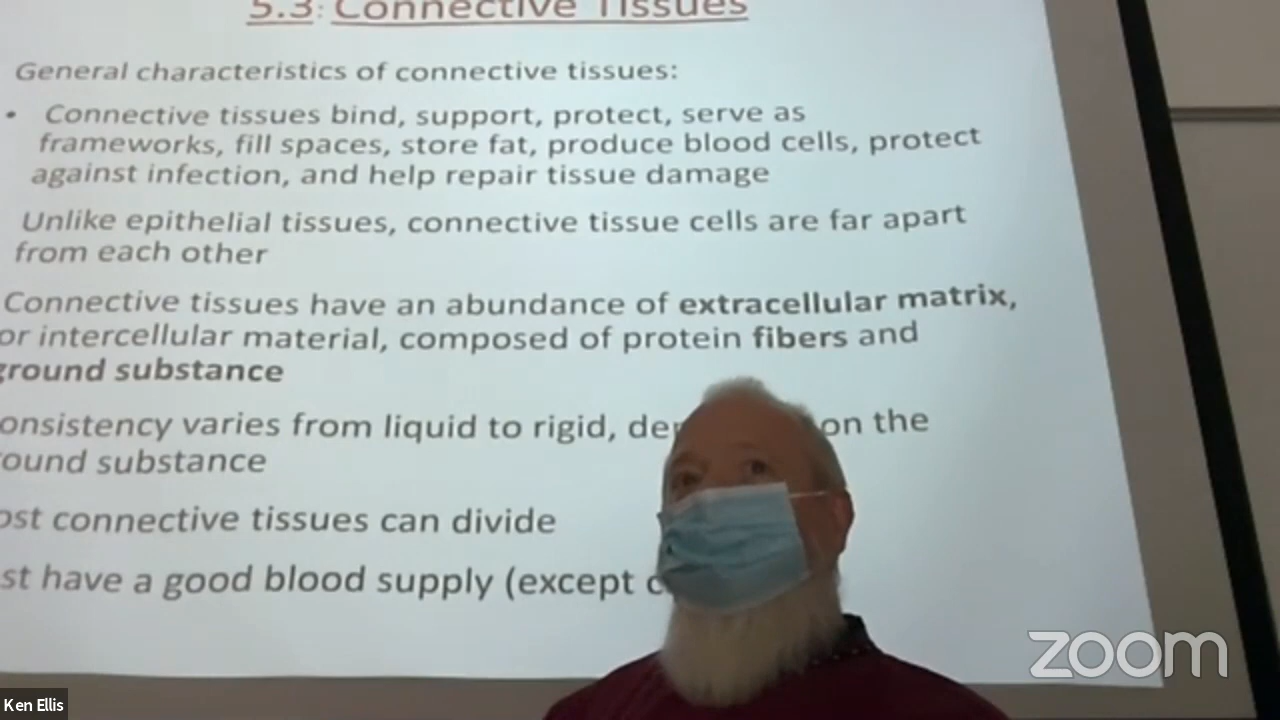 5.3: Connective Tissues
General characteristics of connective tissues:
• Connective tissues bind, support, protect, serve as
frameworks, fill spaces, store fat, produce blood cells, protect
against infection, and help repair tissue damage
Unlike epithelial tissues, connective tissue cells are far apart
from each other
Connective tissues have an abundance of extracellular matrix,
or intercellular material, composed of protein fibers and
ground substance
onsistency varies from liquid to rigid, de on the
ound substance
ost connective tissues can divide
st have a good blood supply (except c
zoom
Ken Ellis